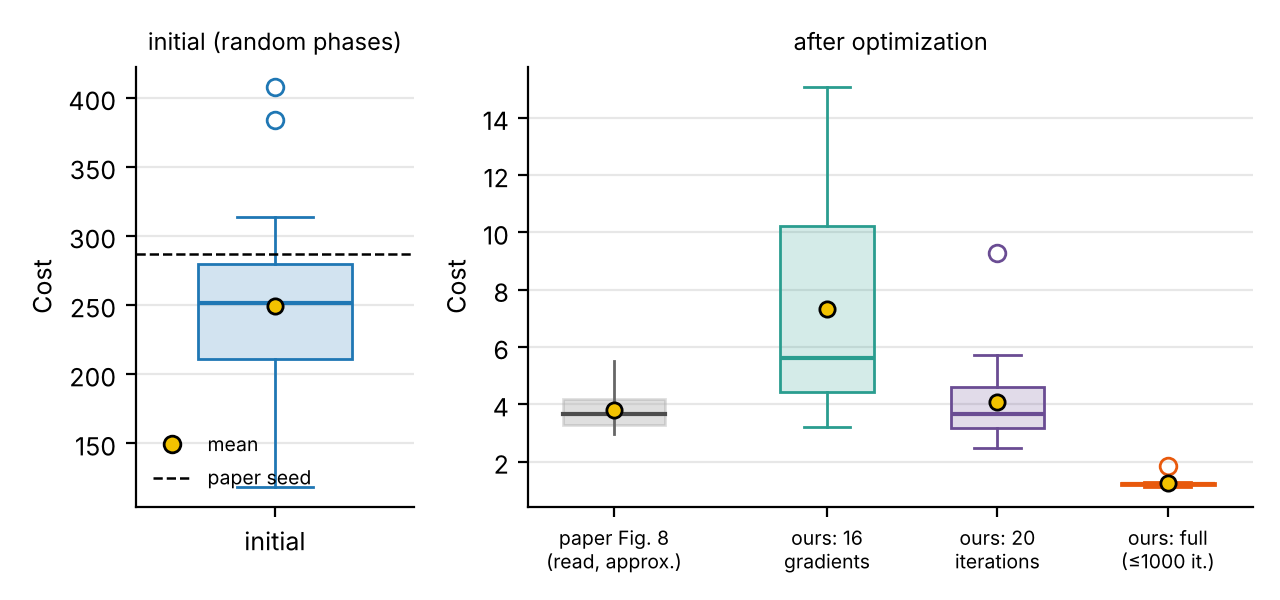 initial (random phases)
after optimization
Cost
400
350
300
250
200
150
mean
paper seed
initial
Cost
14
12
10
8
6
4
2
paper Fig. 8
(read, approx.)
ours: 16
gradients
ours: 20
iterations
ours: full
(≤1000 it.)